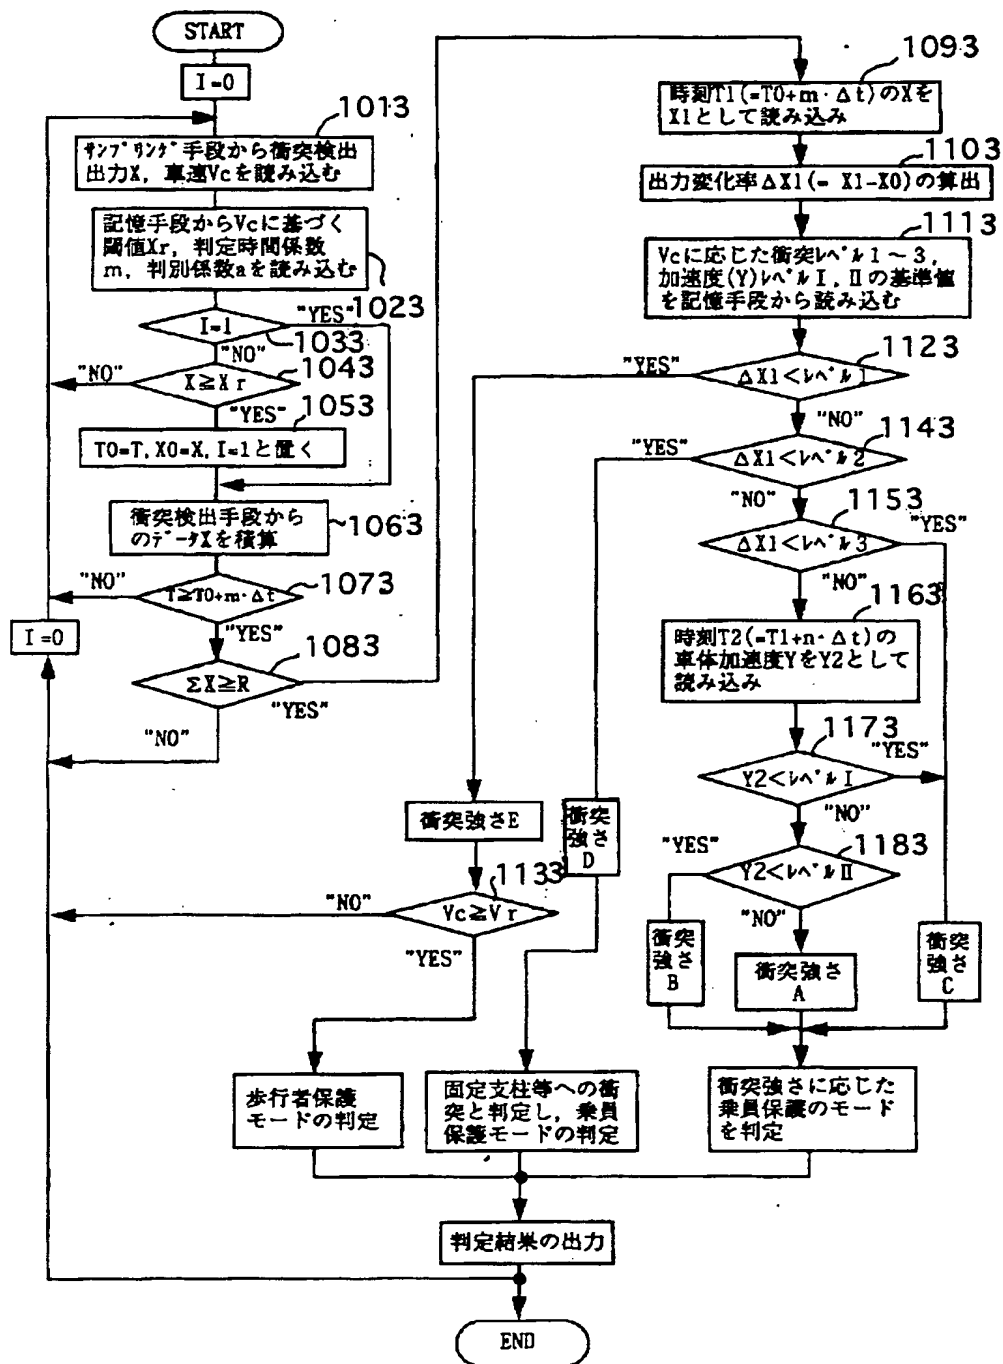 START
I=0
1013
サンプリング手段から衝突検出
出力X, 車速Vcを読み込む
記憶手段からVcに基づく
閾値Xr, 判定時間係数
m, 判別係数aを読み込む
1023
I=1
"YES"
1033
"NO"
X≧Xr
1043
"NO"
"YES"
1053
T0=T, X0=X, I=1と置く
衝突検出手段から
のデータXを積算
1063
T≧T0+m·Δt
1073
"NO"
"YES"
I=0
ΣX≧R
1083
"YES"
"NO"
1093
時刻T1(=T0+m·Δt)のXを
X1として読み込み
1103
出力変化率ΔX1(= X1-X0)の算出
1113
Vcに応じた衝突レベル1～3,
加速度(Y)レベルI, IIの基準値
を記憶手段から読み込む
1123
"YES"
ΔX1<レベル1
"NO"
1143
"YES"
ΔX1<レベル2
"NO"
1153
"YES"
ΔX1<レベル3
"NO"
1163
時刻T2(=T1+n·Δt)の
車体加速度YをY2として
読み込み
1173
"YES"
Y2<レベルI
"NO"
1183
"YES"
Y2<レベルII
"NO"
衝突強さE
衝突
強さ
D
1133
"NO"
Vc≧Vr
"YES"
衝突
強さ
B
衝突強さ
A
衝突
強さ
C
歩行者保護
モードの判定
固定支柱等への衝
突と判定し, 乗員
保護モードの判定
衝突強さに応じた
乗員保護のモード
を判定
判定結果の出力
END